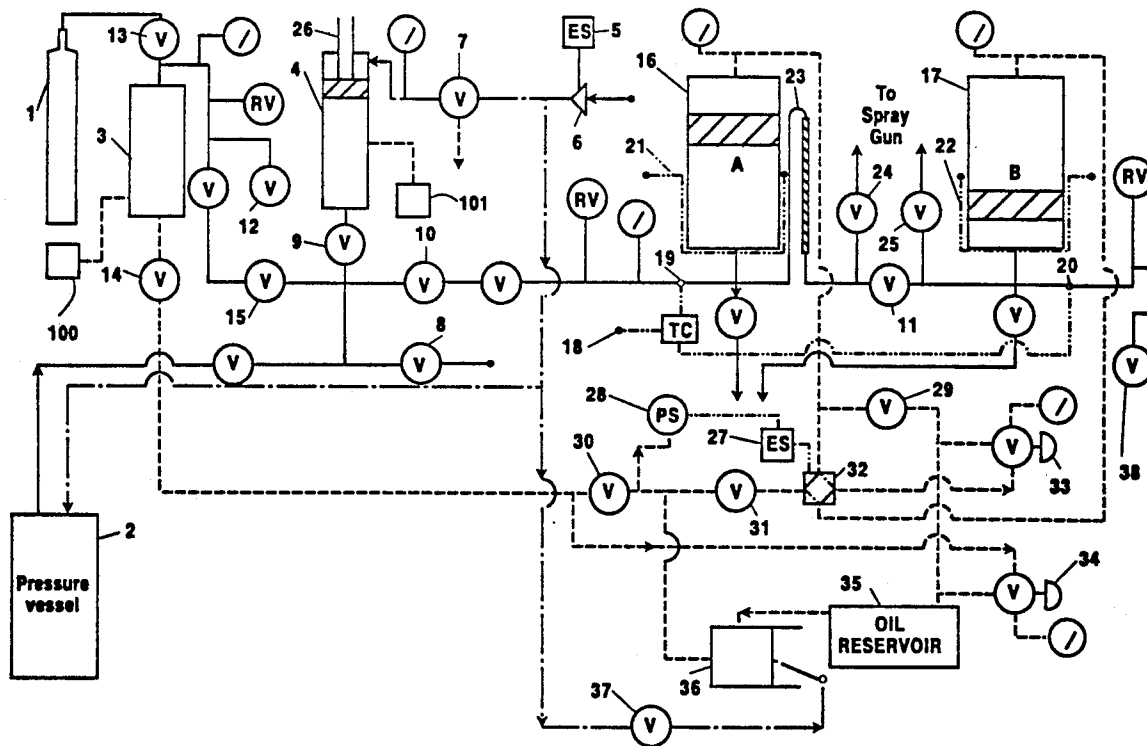 26
13
V
ES
5
7
16
17
4
V
6
23
To
Spray
Gun
1
3
RV
21
A
24
22
B
V
V
101
RV
V
V
RV
12
9
V
10
25
14
V
V
V
V
19
V
20
100
15
18
TC
V
11
V
8
V
V
V
28
29
PS
V
38
30
27
ES
V
32
33
V
V
2
31
34
35
V
Pressure
vessel
OIL
RESERVOIR
36
37
V